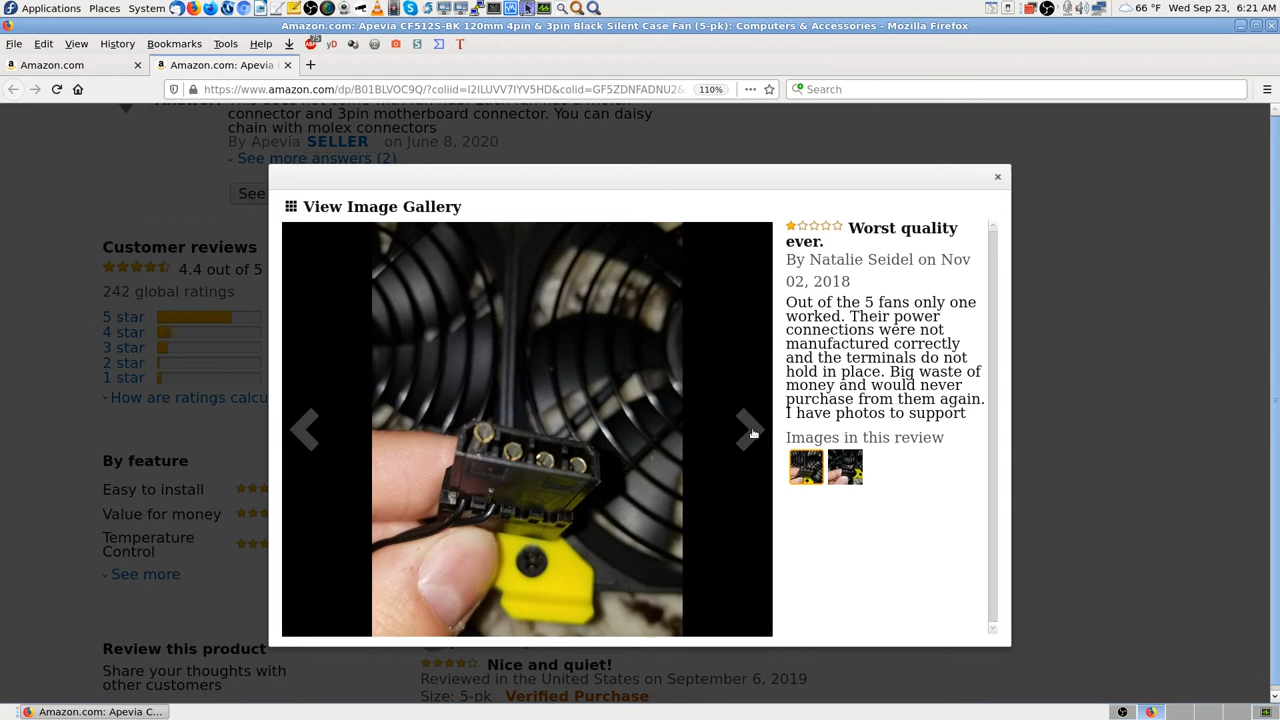 Applications Places System 66 °F Wed Sep 23, 6:21 AM
Amazon.com: Apevia CF512S-BK 120mm 4pin & 3pin Black Silent Case Fan (5-pk): Computers & Accessories - Mozilla Firefox
File Edit View History Bookmarks Tools Help
Amazon.com
Amazon.com: Apevia
https://www.amazon.com/dp/B01BLVOC9Q/?coliid=I2ILUVV7IYV5HD&colid=GF5ZDNFADNU2& 110% Search
connector and 3pin motherboard connector. You can daisy
chain with molex connectors
By Apevia SELLER on June 8, 2020
See more answers (2)
See
Customer reviews
4.4 out of 5
242 global ratings
5 star
4 star
3 star
2 star
1 star
How are ratings calcu
By feature
Easy to install
Value for money
Temperature
Control
See more
Review this product
Share your thoughts with
other customers
View Image Gallery
Worst quality
ever.
By Natalie Seidel on Nov
02, 2018
Out of the 5 fans only one
worked. Their power
connections were not
manufactured correctly
and the terminals do not
hold in place. Big waste of
money and would never
purchase from them again.
I have photos to support
Images in this review
Nice and quiet!
Reviewed in the United States on September 6, 2019
Size: 5-pk Verified Purchase
Amazon.com: Apevia C...